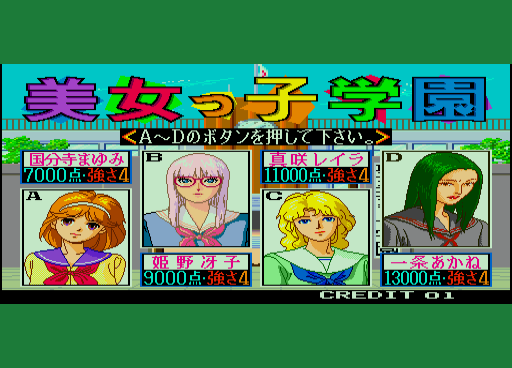 美女っ子学園
<A～Dのボタンを押して下さい。>
国分寺まゆみ
7000点・強さ4
A
B
姫野冴子
9000点・強さ4
真咲レイラ
11000点・強さ4
C
D
一条あかね
13000点・強さ4
CREDIT 01